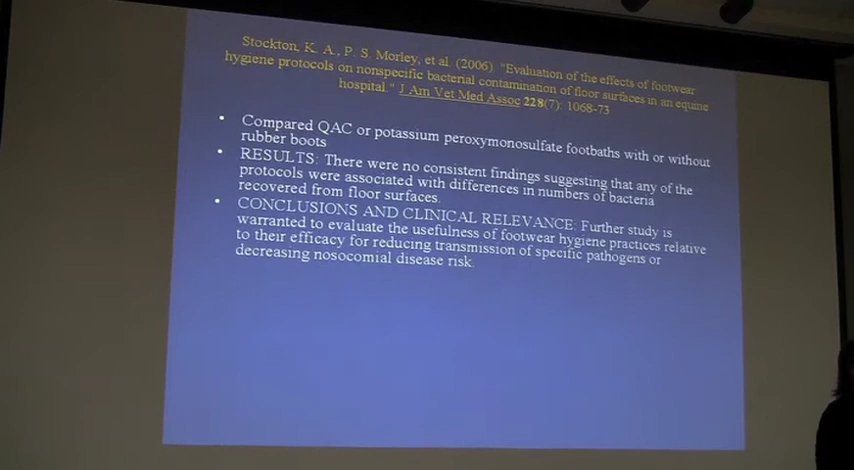 Stockton, K. A., P. S. Morley, et al. (2006). "Evaluation of the effects of footwear
hygiene protocols on nonspecific bacterial contamination of floor surfaces in an equine
hospital." J Am Vet Med Assoc 228(7): 1068-73
• Compared QAC or potassium peroxymonosulfate footbaths with or without
rubber boots
• RESULTS: There were no consistent findings suggesting that any of the
protocols were associated with differences in numbers of bacteria
recovered from floor surfaces.
• CONCLUSIONS AND CLINICAL RELEVANCE: Further study is
warranted to evaluate the usefulness of footwear hygiene practices relative
to their efficacy for reducing transmission of specific pathogens or
decreasing nosocomial disease risk.